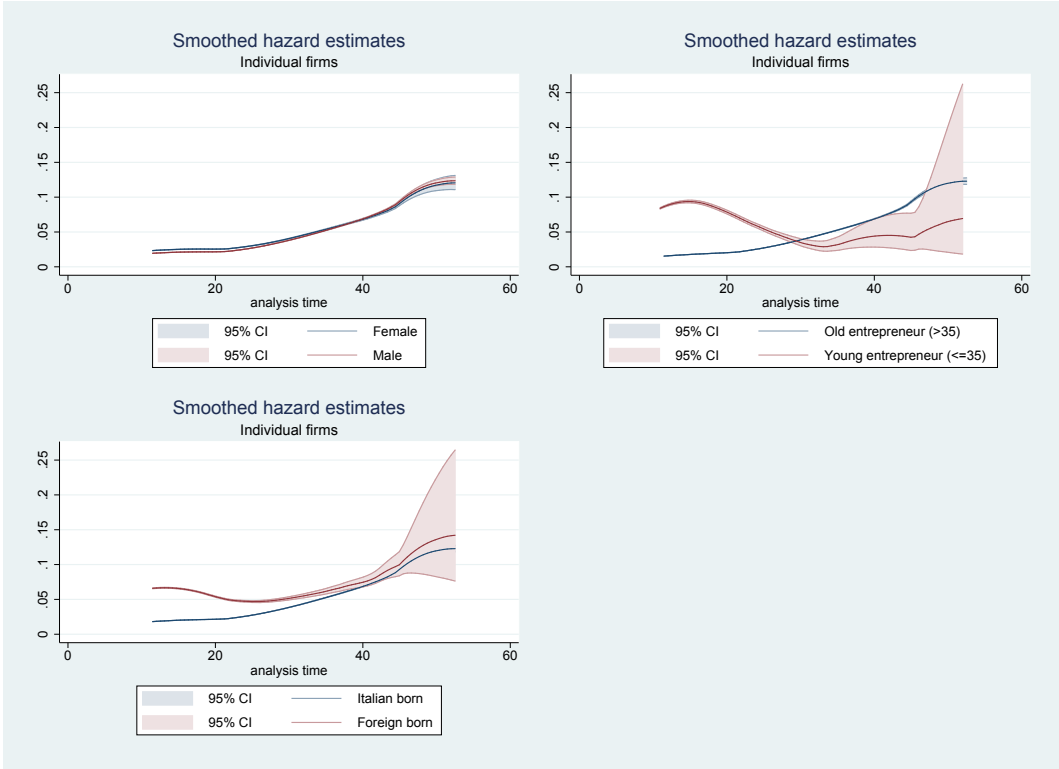 Smoothed hazard estimates
Individual firms
.25
.2
.15
.1
.05
0
0 20 40 60
analysis time
95% CI Female
95% CI Male
Smoothed hazard estimates
Individual firms
.25
.2
.15
.1
.05
0
0 20 40 60
analysis time
95% CI Old entrepreneur (>35)
95% CI Young entrepreneur (<=35)
Smoothed hazard estimates
Individual firms
.25
.2
.15
.1
.05
0
0 20 40 60
analysis time
95% CI Italian born
95% CI Foreign born